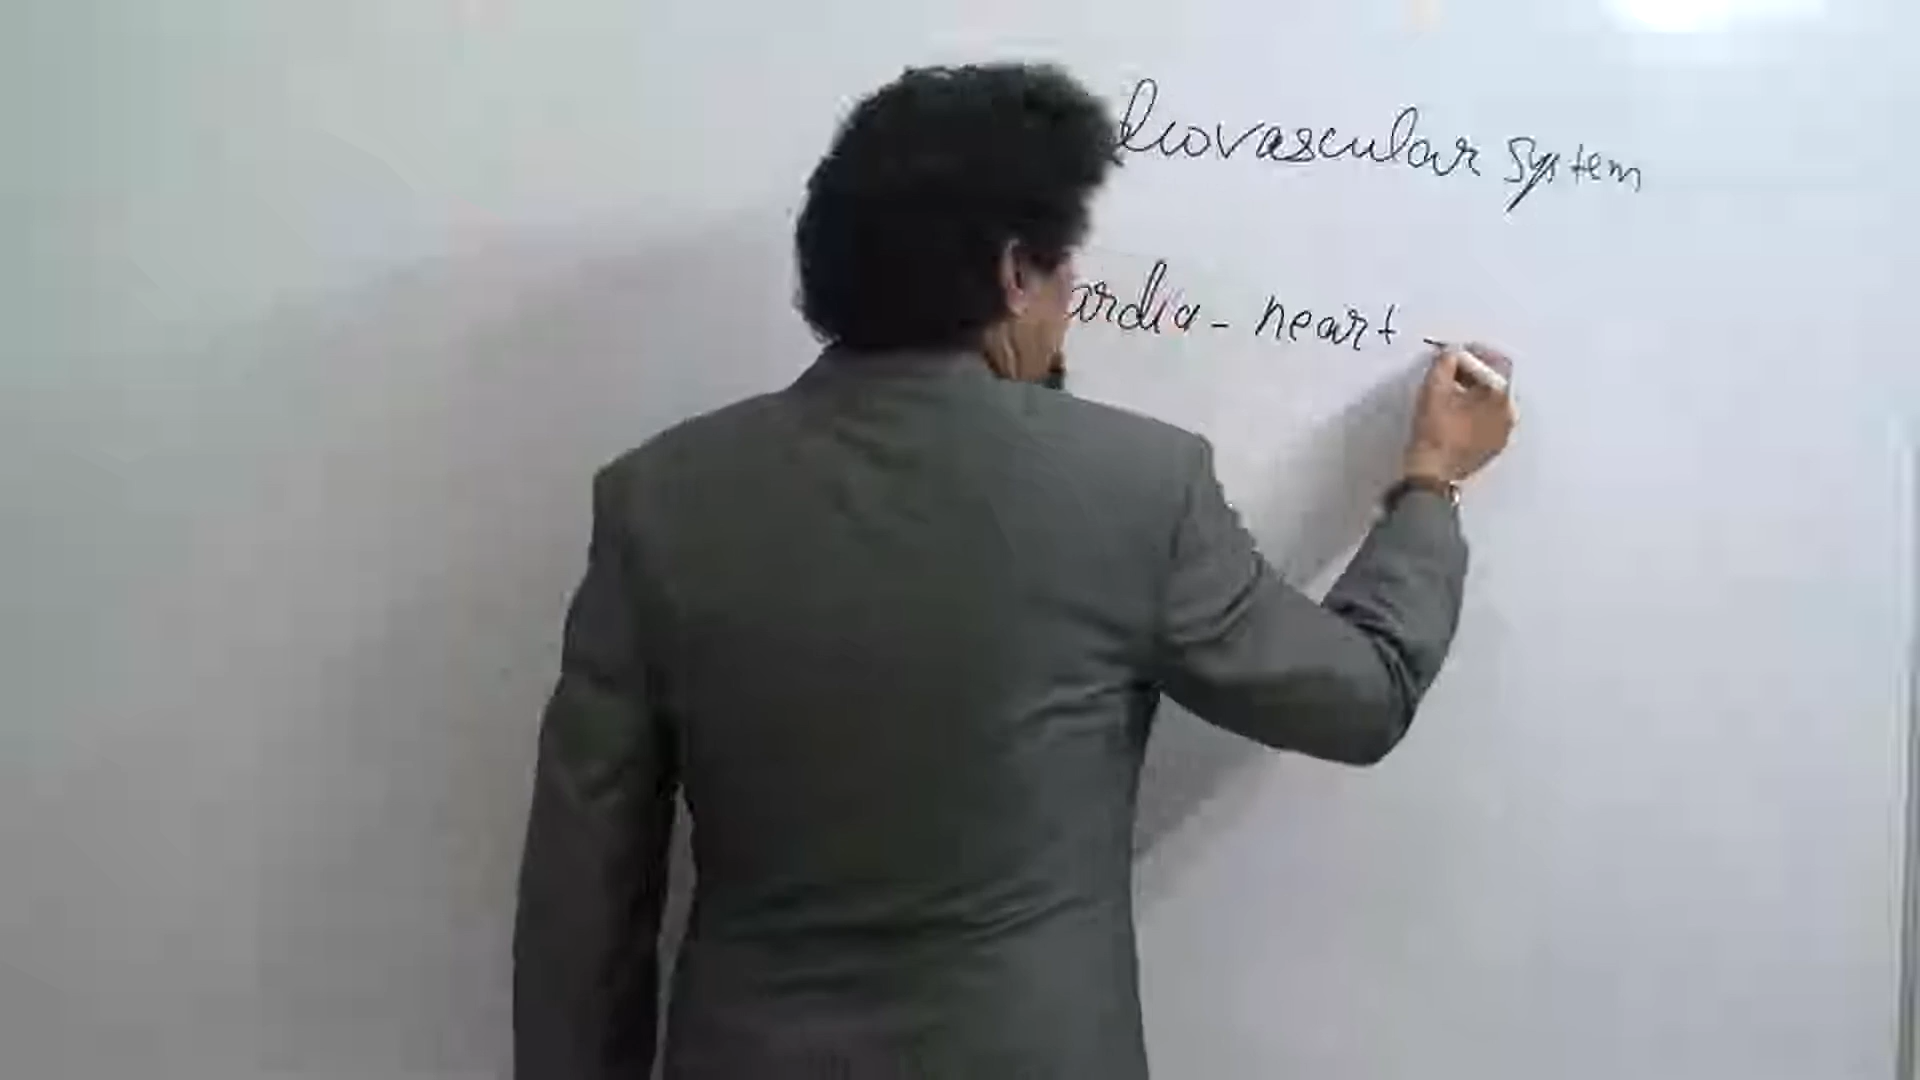 diovascular system
ardia - heart -